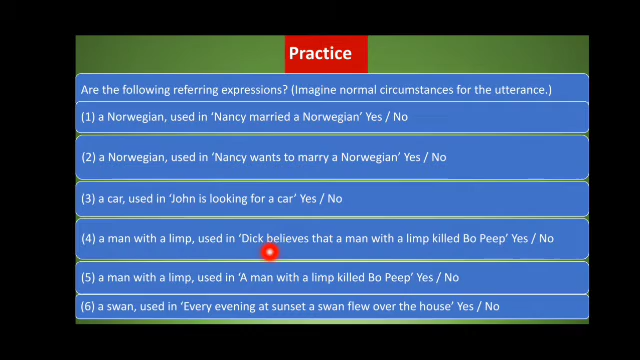 Practice
Are the following referring expressions? (Imagine normal circumstances for the utterance.)
(1) a Norwegian, used in ‘Nancy married a Norwegian’ Yes / No
(2) a Norwegian, used in ‘Nancy wants to marry a Norwegian’ Yes / No
(3) a car, used in ‘John is looking for a car’ Yes / No
(4) a man with a limp, used in ‘Dick believes that a man with a limp killed Bo Peep’ Yes / No
(5) a man with a limp, used in ‘A man with a limp killed Bo Peep’ Yes / No
(6) a swan, used in ‘Every evening at sunset a swan flew over the house’ Yes / No